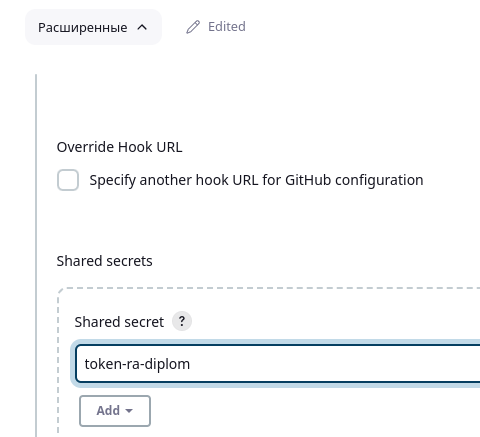 Расширенные
Edited
Override Hook URL
Specify another hook URL for GitHub configuration
Shared secrets
Shared secret ?
token-ra-diplom
Add